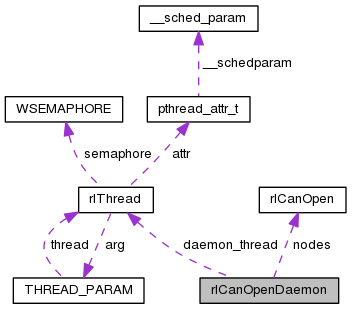 __sched_param
__schedparam
WSEMAPHORE
pthread_attr_t
semaphore
attr
rlThread
rlCanOpen
thread
arg
daemon_thread
nodes
THREAD_PARAM
rlCanOpenDaemon